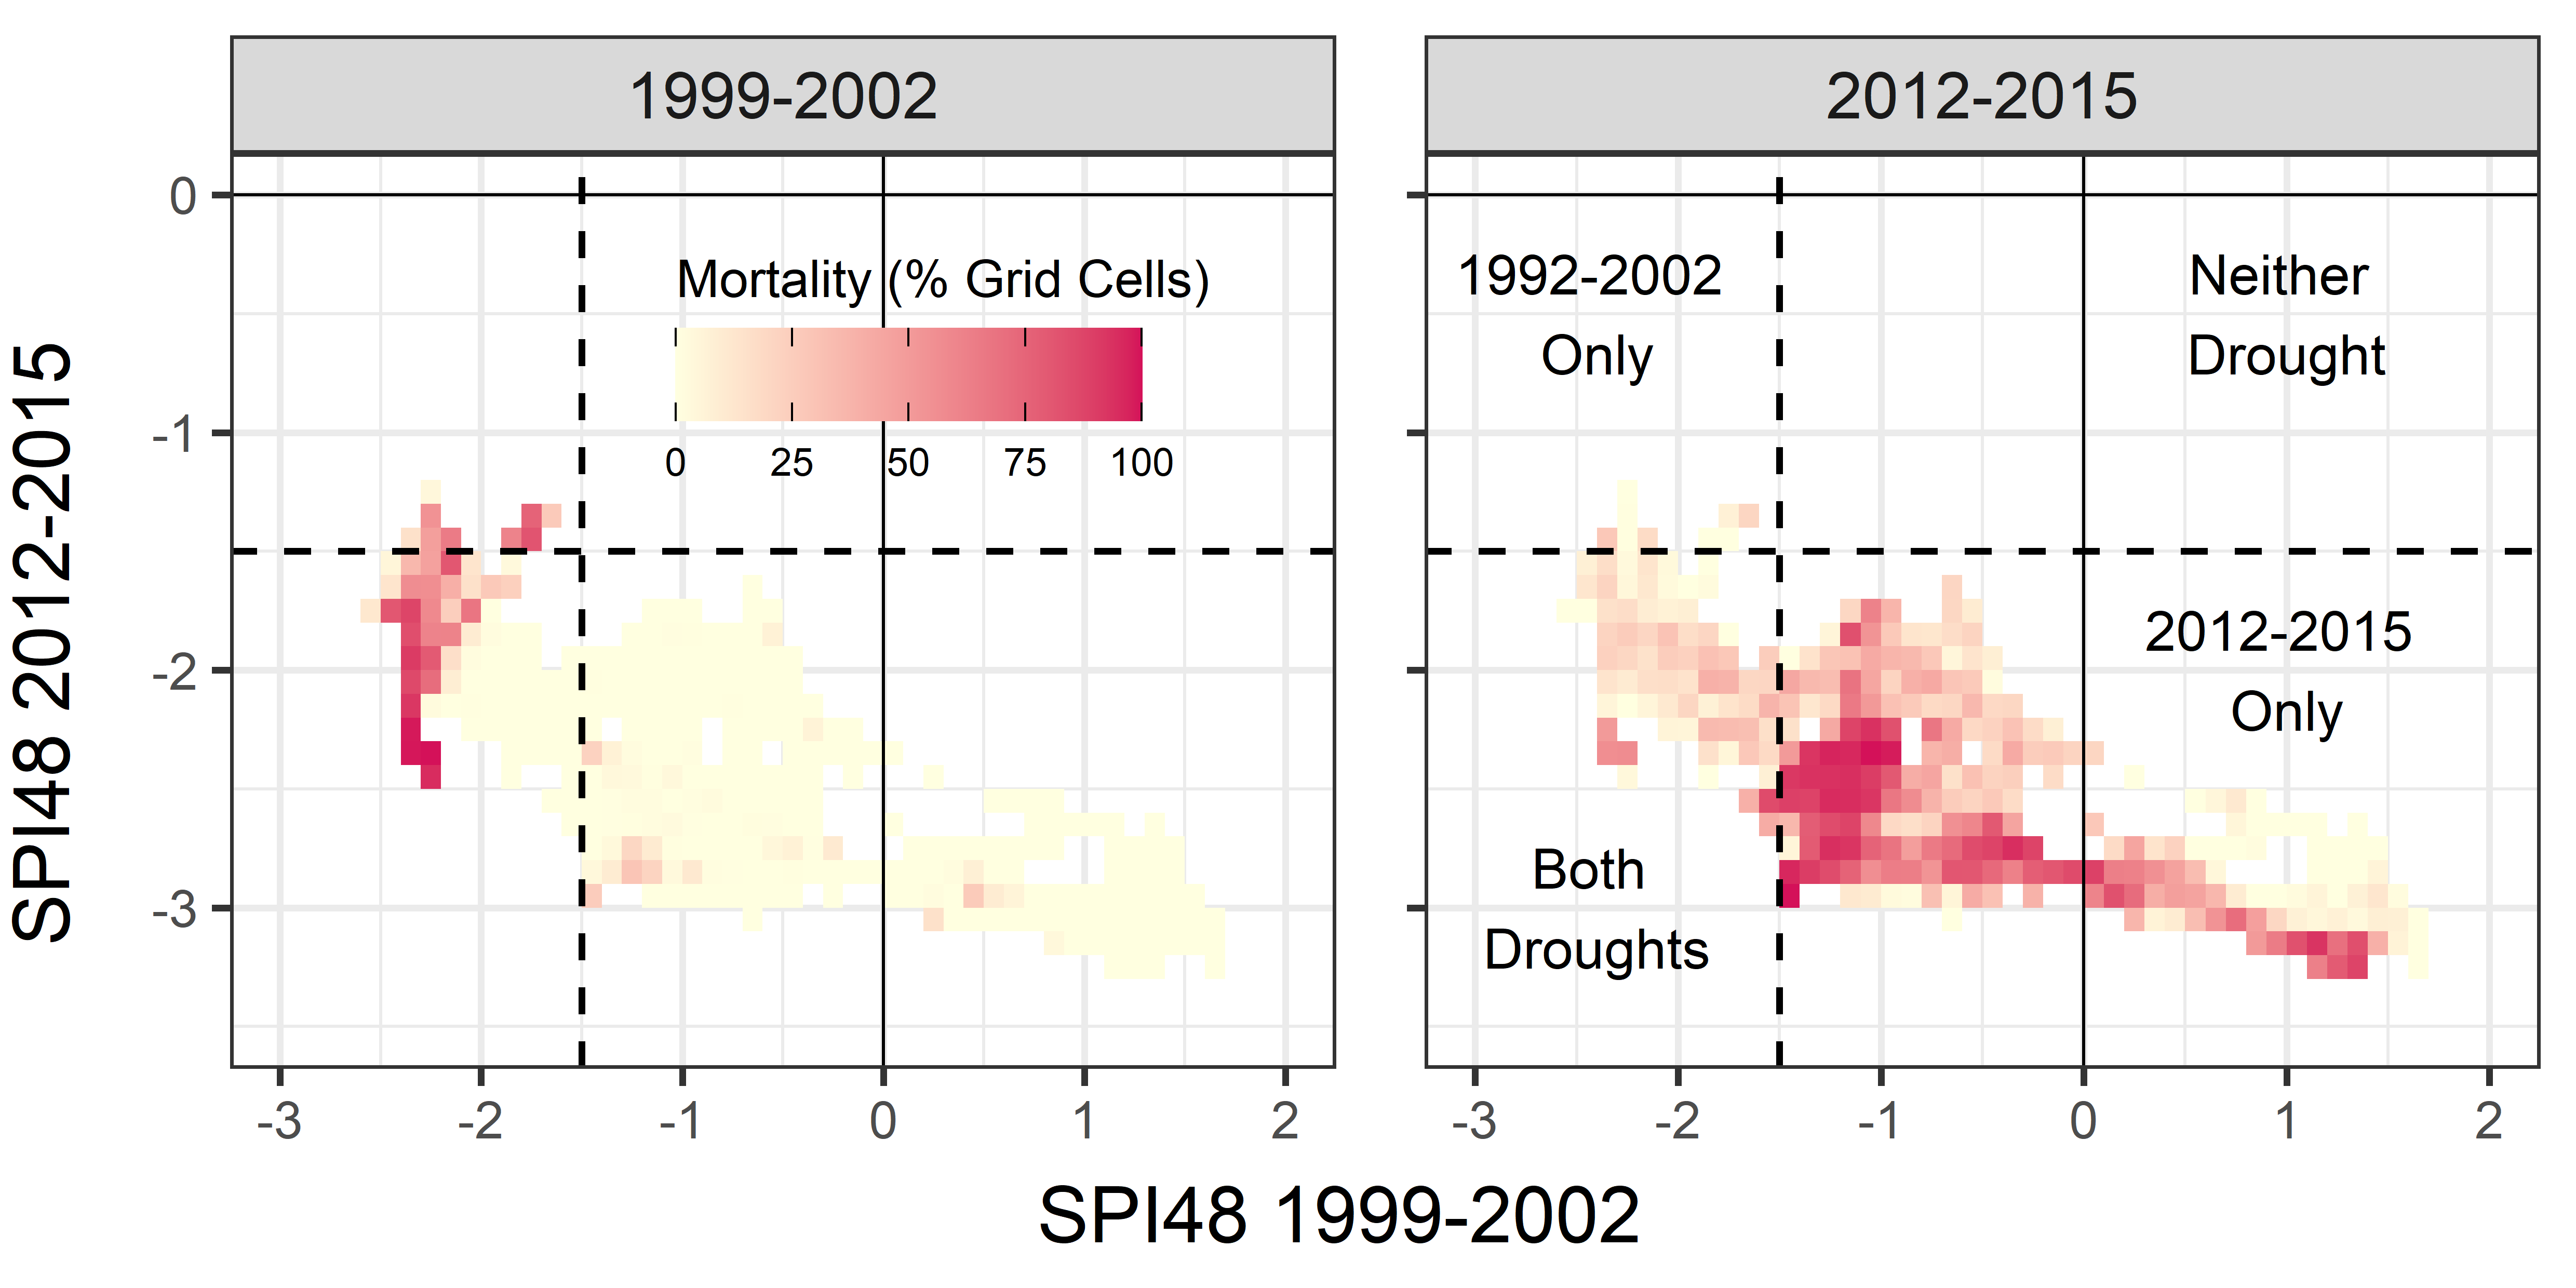 1999-2002
2012-2015
SPI48 2012-2015
0
-1
-2
-3
Mortality (% Grid Cells)
0 25 50 75 100
1992-2002
Only
Neither
Drought
2012-2015
Only
Both
Droughts
-3 -2 -1 0 1 2
-3 -2 -1 0 1 2
SPI48 1999-2002